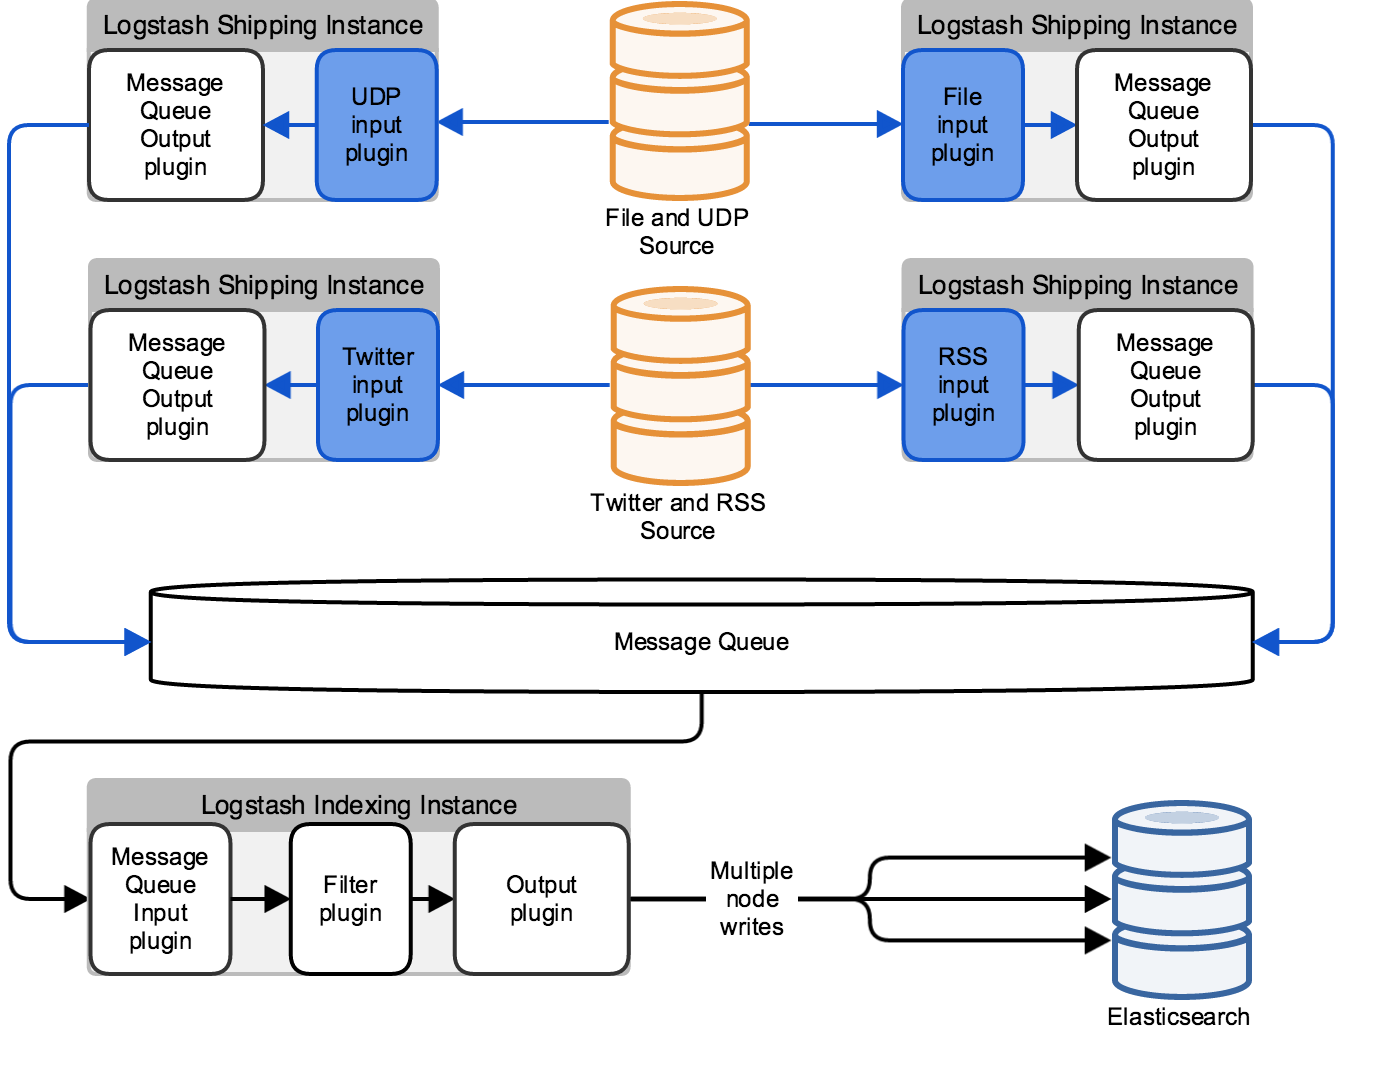 Logstash Shipping Instance
Message
Queue
Output
plugin
UDP
input
plugin
File and UDP
Source
Logstash Shipping Instance
File
input
plugin
Message
Queue
Output
plugin
Logstash Shipping Instance
Message
Queue
Output
plugin
Twitter
input
plugin
Twitter and RSS
Source
Logstash Shipping Instance
RSS
input
plugin
Message
Queue
Output
plugin
Message Queue
Logstash Indexing Instance
Message
Queue
Input
plugin
Filter
plugin
Output
plugin
Multiple
node
writes
Elasticsearch